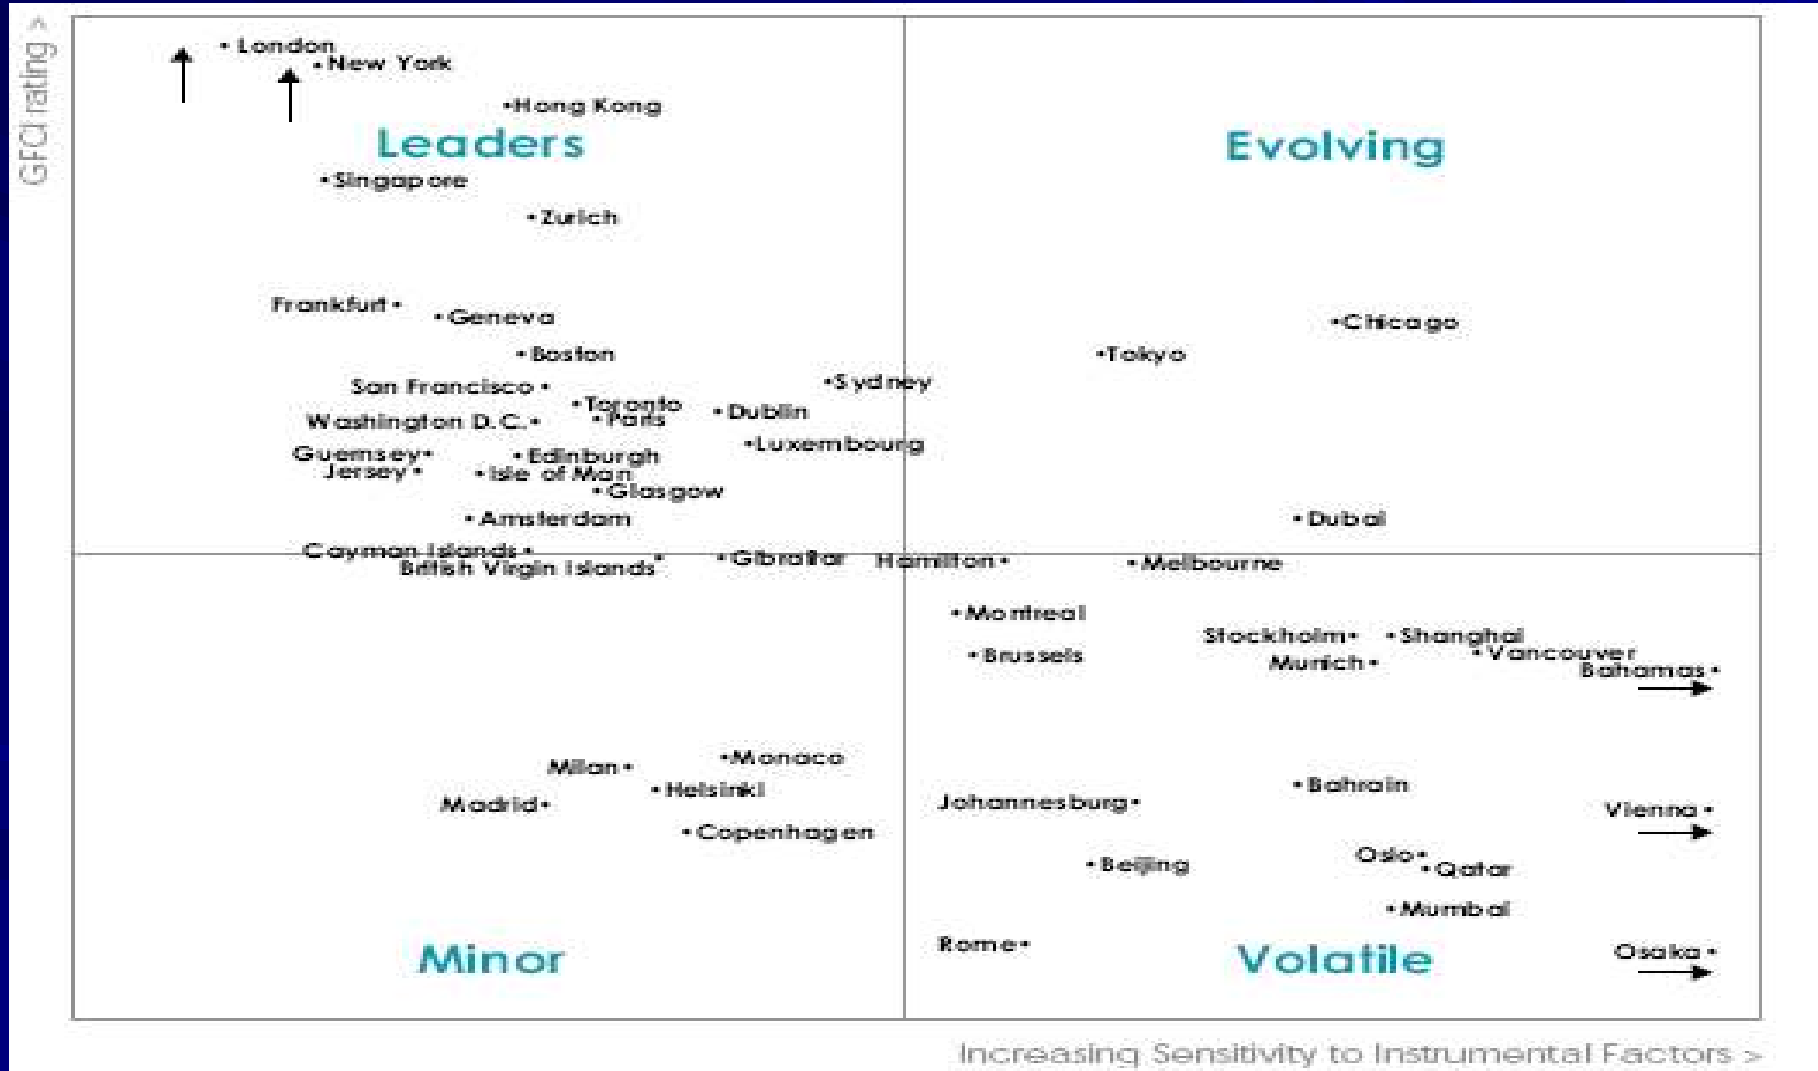 GFCI rating >
London
New York
Hong Kong
Leaders
Evolving
Singapore
Zurich
Frankfurt
Geneva
Chicago
Boston
Tokyo
San Francisco
Sydney
Toronto
Dublin
Washington D.C.
Paris
Luxembourg
Guernsey
Edinburgh
Jersey
Isle of Man
Glasgow
Amsterdam
Dubai
Cayman Islands
British Virgin Islands
Gibraltar
Hamilton
Melbourne
Montreal
Stockholm
Shanghai
Brussels
Munich
Vancouver
Bahamas
Milan
Monaco
Helsinki
Bahrain
Madrid
Johannesburg
Vienna
Copenhagen
Beijing
Oslo
Qatar
Mumbai
Rome
Minor
Volatile
Osaka
Increasing Sensitivity to Instrumental Factors >